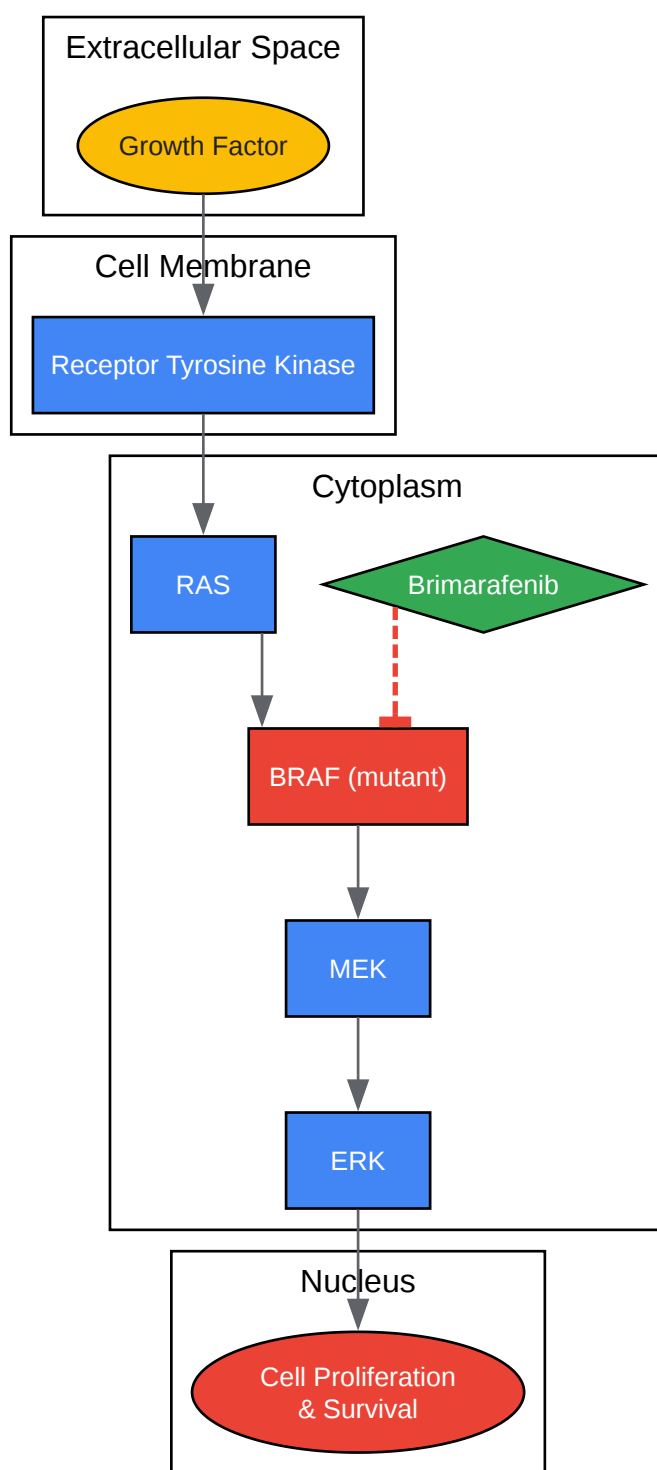 Extracellular Space
Growth Factor
Cell Membrane
Receptor Tyrosine Kinase
Cytoplasm
RAS
Brimarafenib
BRAF (mutant)
MEK
ERK
Nucleus
Cell Proliferation
& Survival